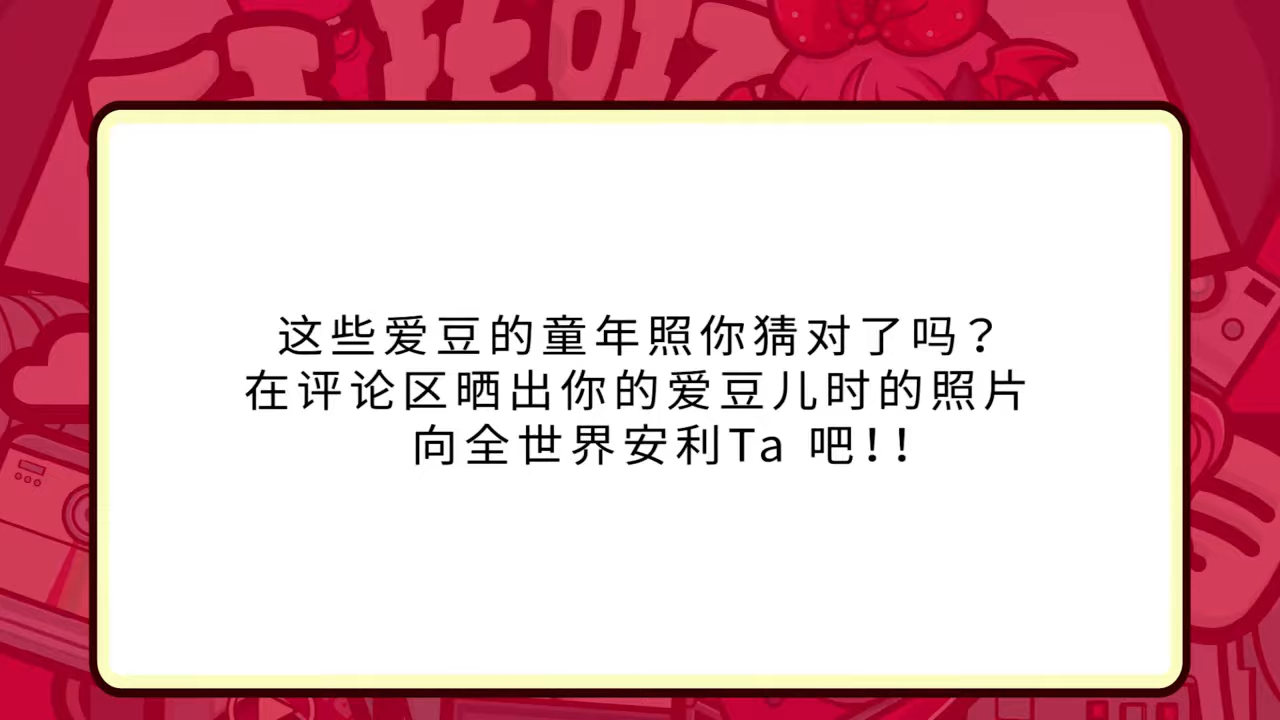 这些爱豆的童年照你猜对了吗？
在评论区晒出你的爱豆儿时的照片
向全世界安利Ta 吧！！